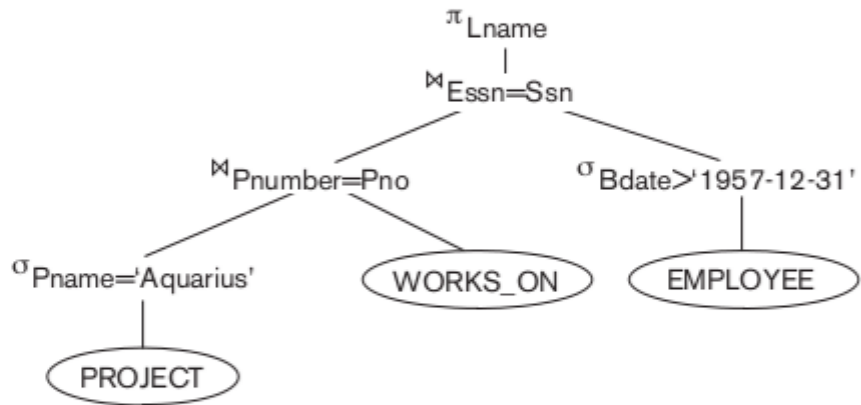 πLname
⋈Essn=Ssn
⋈Pnumber=Pno
σBdate>‘1957-12-31’
σPname=‘Aquarius’
WORKS_ON
EMPLOYEE
PROJECT